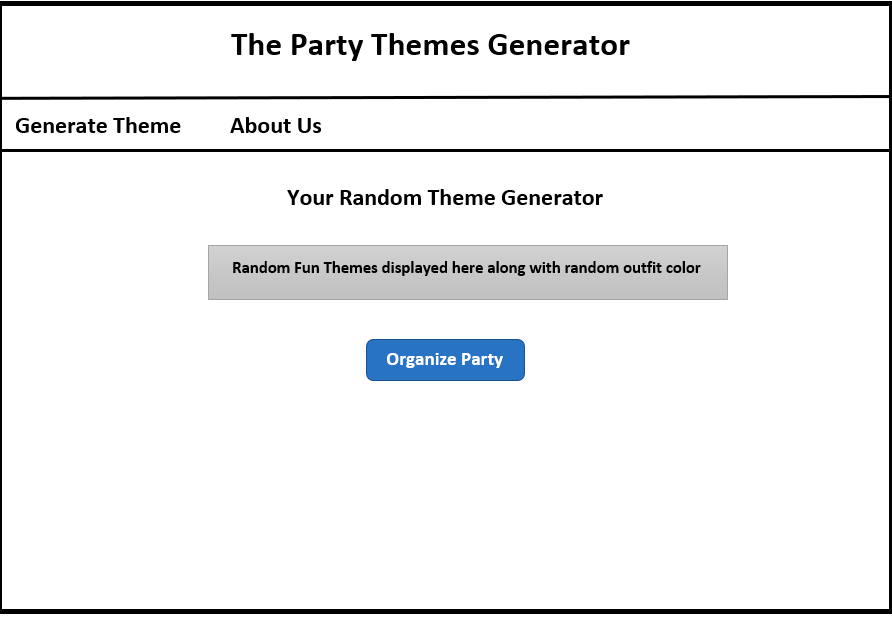 The Party Themes Generator
Generate Theme About Us
Your Random Theme Generator
Random Fun Themes displayed here along with random outfit color
Organize Party